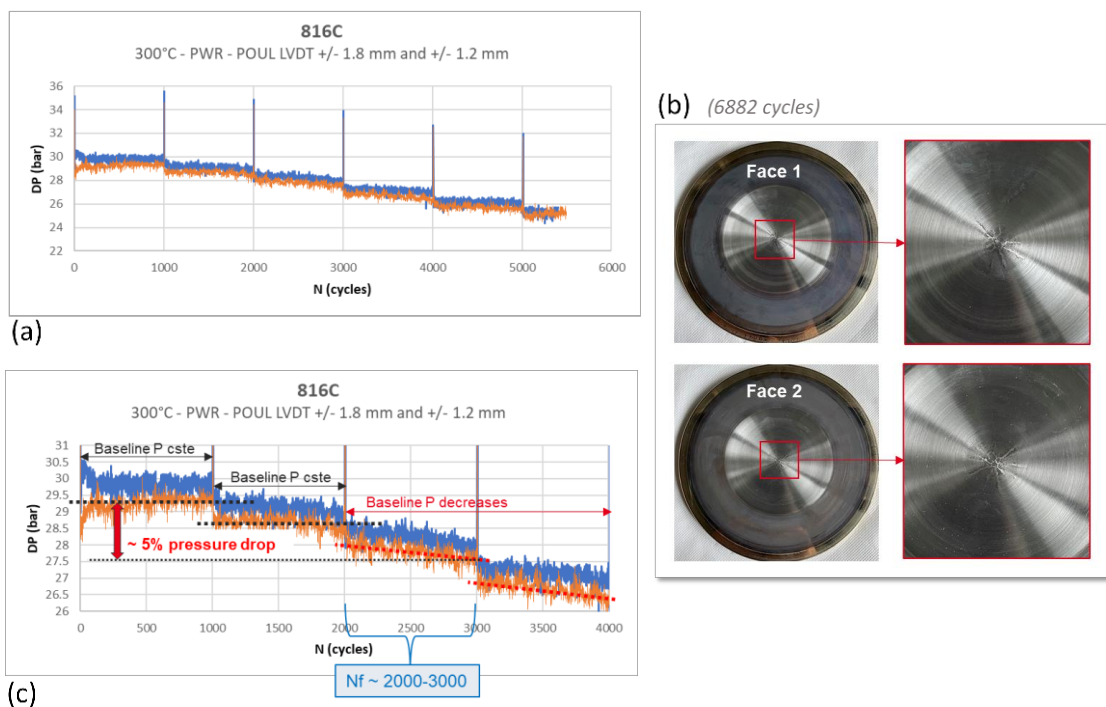 816C
300°C - PWR - POUL LVDT +/- 1.8 mm and +/- 1.2 mm
36
34
32
30
28
26
24
22
DP (bar)
0 1000 2000 3000 4000 5000 6000
N (cycles)
(a)
(b) (6882 cycles)
Face 1
Face 2
816C
300°C - PWR - POUL LVDT +/- 1.8 mm and +/- 1.2 mm
31
30.5
30
29.5
29
28.5
28
27.5
27
26.5
26
DP (bar)
Baseline P cste
Baseline P cste
Baseline P decreases
~ 5% pressure drop
0 500 1000 1500 2000 2500 3000 3500 4000
N (cycles)
Nf ~ 2000-3000
(c)